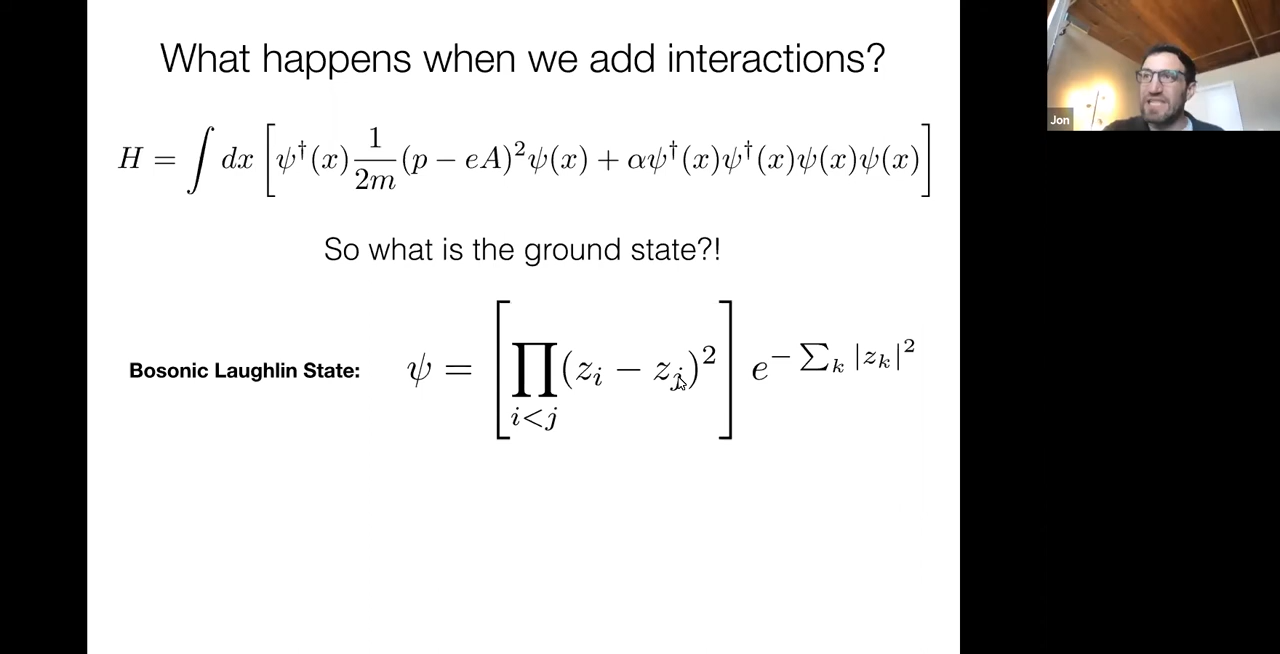 What happens when we add interactions?
H = ∫ dx [ψ†(x) 1/2m (p − eA)²ψ(x) + αψ†(x)ψ†(x)ψ(x)ψ(x)]
So what is the ground state?!
Bosonic Laughlin State: ψ = [∏_{i<j} (z_i − z_j)²] e^{−∑_k |z_k|²}
Jon